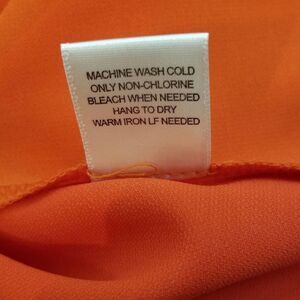 MACHINE WASH COLD
ONLY NON-CHLORINE
BLEACH WHEN NEEDED
HANG TO DRY
WARM IRON LF NEEDED